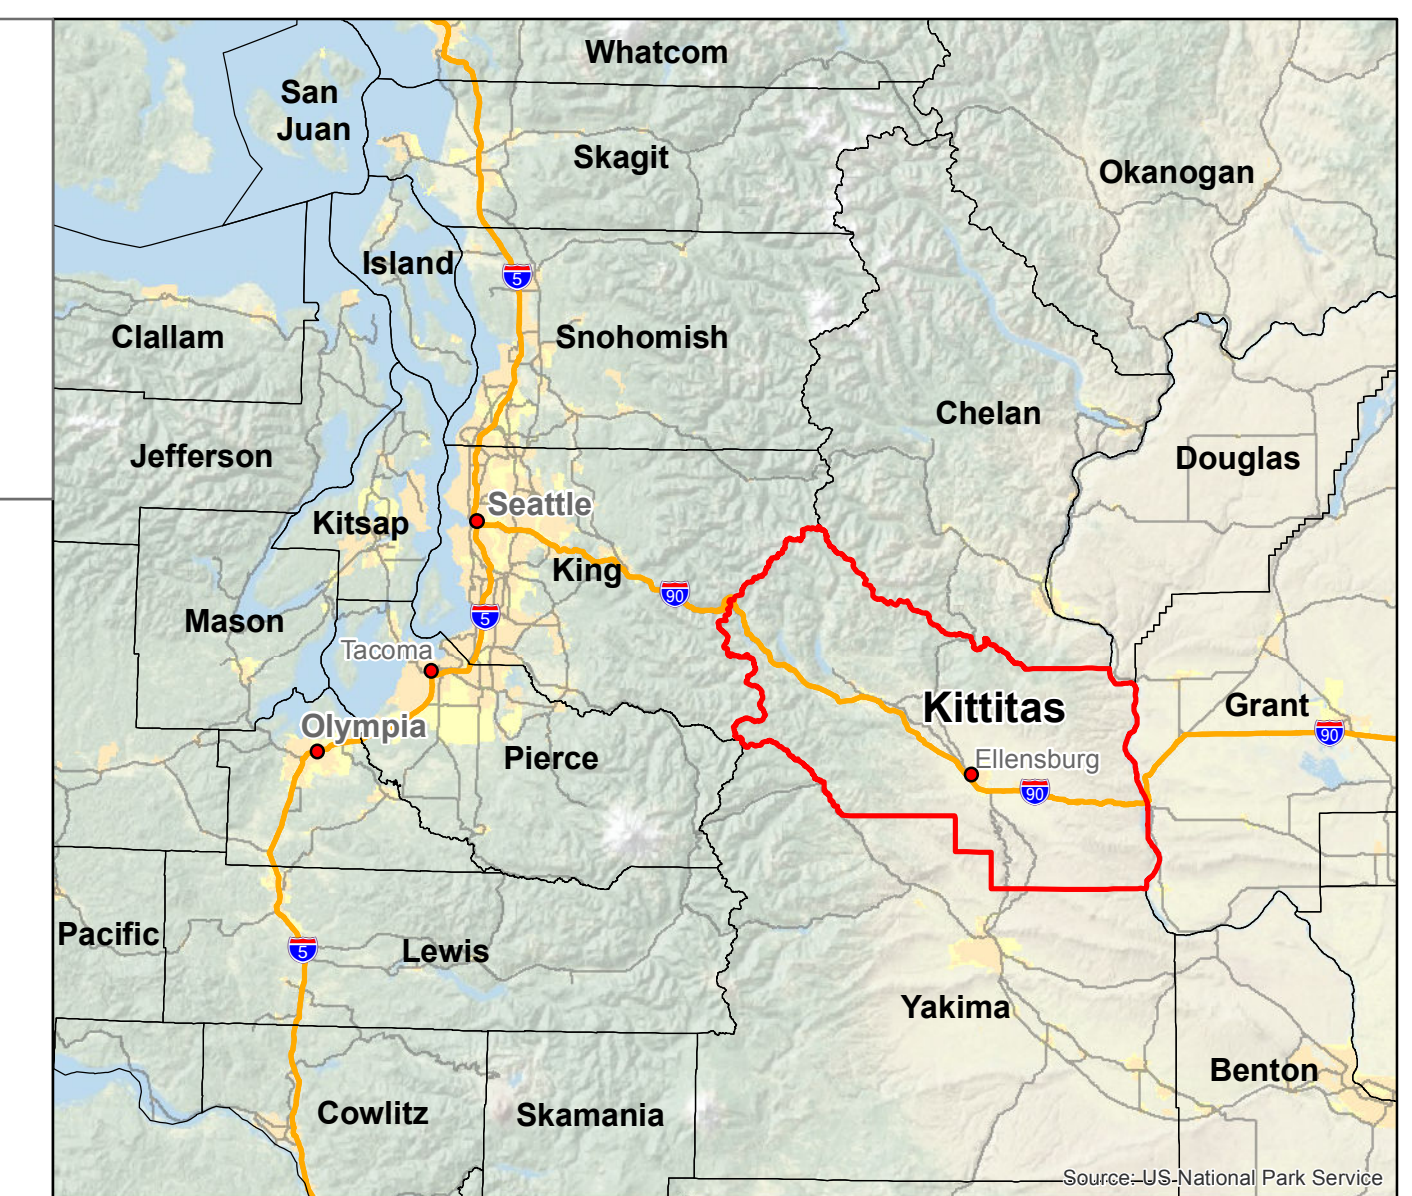 Whatcom
San
Juan
Skagit
Okanogan
Island
5
Clallam
Snohomish
Chelan
Jefferson
Douglas
Seattle
Kitsap
King
90
5
Mason
Tacoma
Kittitas
Grant
Olympia
90
Pierce
Ellensburg
90
Pacific
5
Lewis
Yakima
Benton
Cowlitz
Skamania
Source: US National Park Service